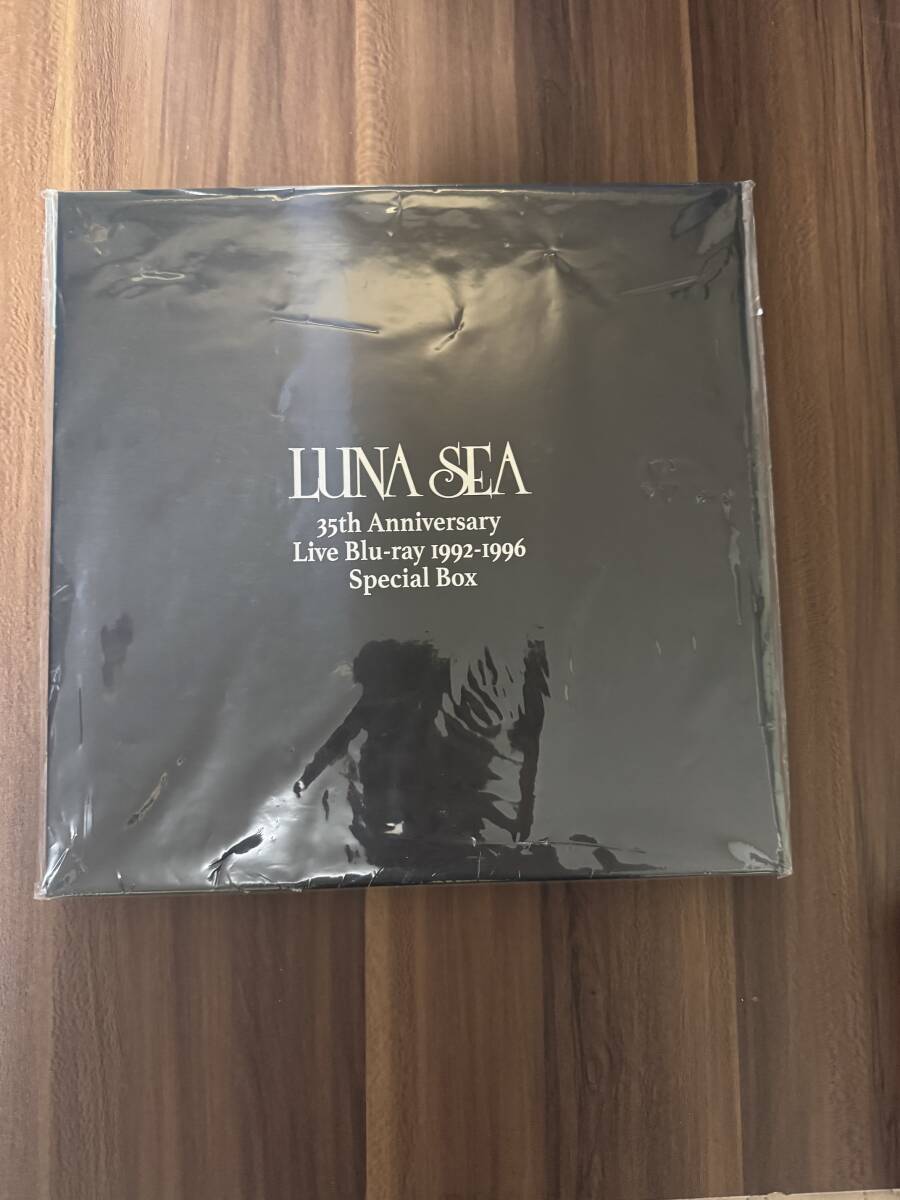 LUNA SEA
35th Anniversary
Live Blu-ray 1992-1996
Special Box